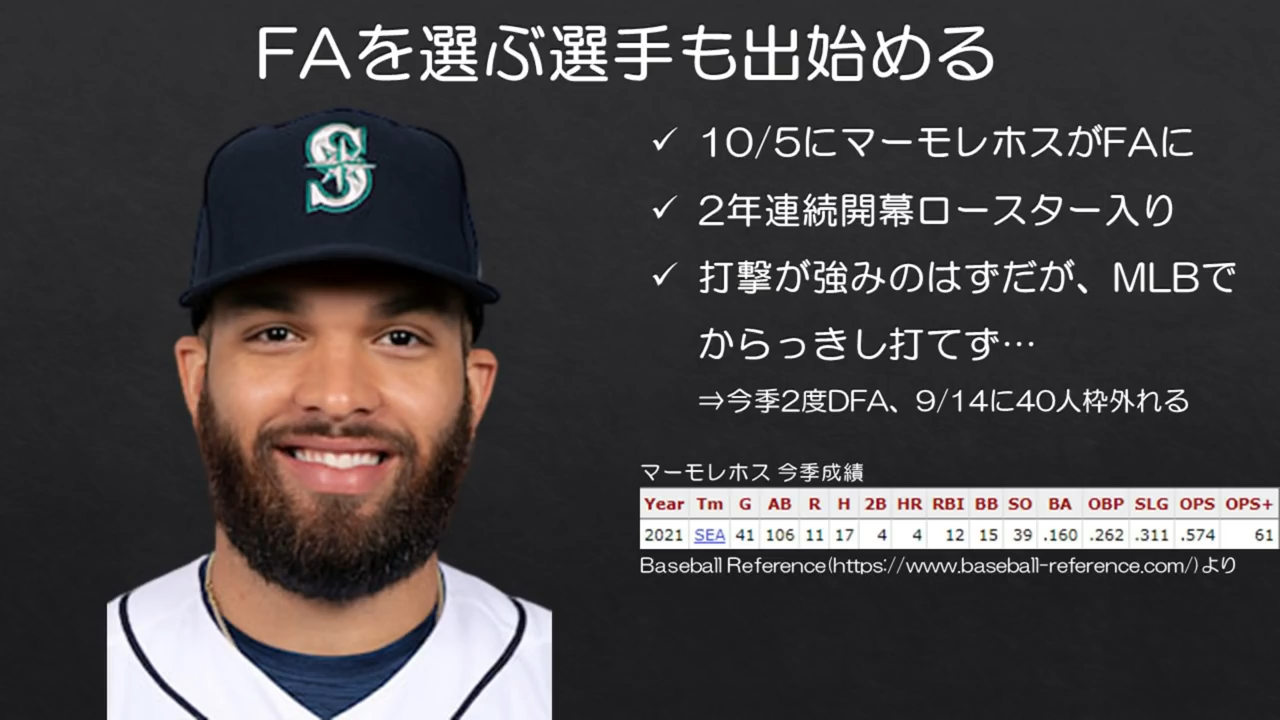 FAを選ぶ選手も出始める
✓ 10/5にマーモレホスがFAに
✓ 2年連続開幕ロースター入り
✓ 打撃が強みのはずだが、MLBで
からっきし打てず…
⇒今季2度DFA、9/14に40人枠外れる
マーモレホス 今季成績
Year Tm G AB R H 2B HR RBI BB SO BA OBP SLG OPS OPS+
2021 SEA 41 106 11 17 4 4 12 15 39 .160 .262 .311 .574 61
Baseball Reference(https://www.baseball-reference.com/)より
S